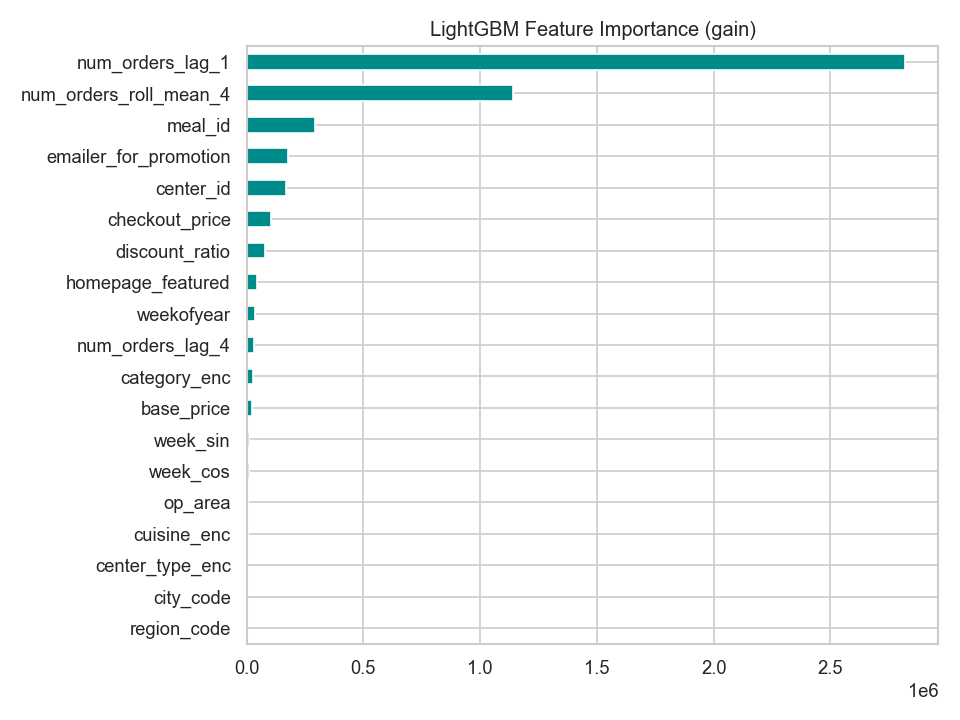 LightGBM Feature Importance (gain)
num_orders_lag_1
num_orders_roll_mean_4
meal_id
emailer_for_promotion
center_id
checkout_price
discount_ratio
homepage_featured
weekofyear
num_orders_lag_4
category_enc
base_price
week_sin
week_cos
op_area
cuisine_enc
center_type_enc
city_code
region_code
0.0 0.5 1.0 1.5 2.0 2.5
1e6